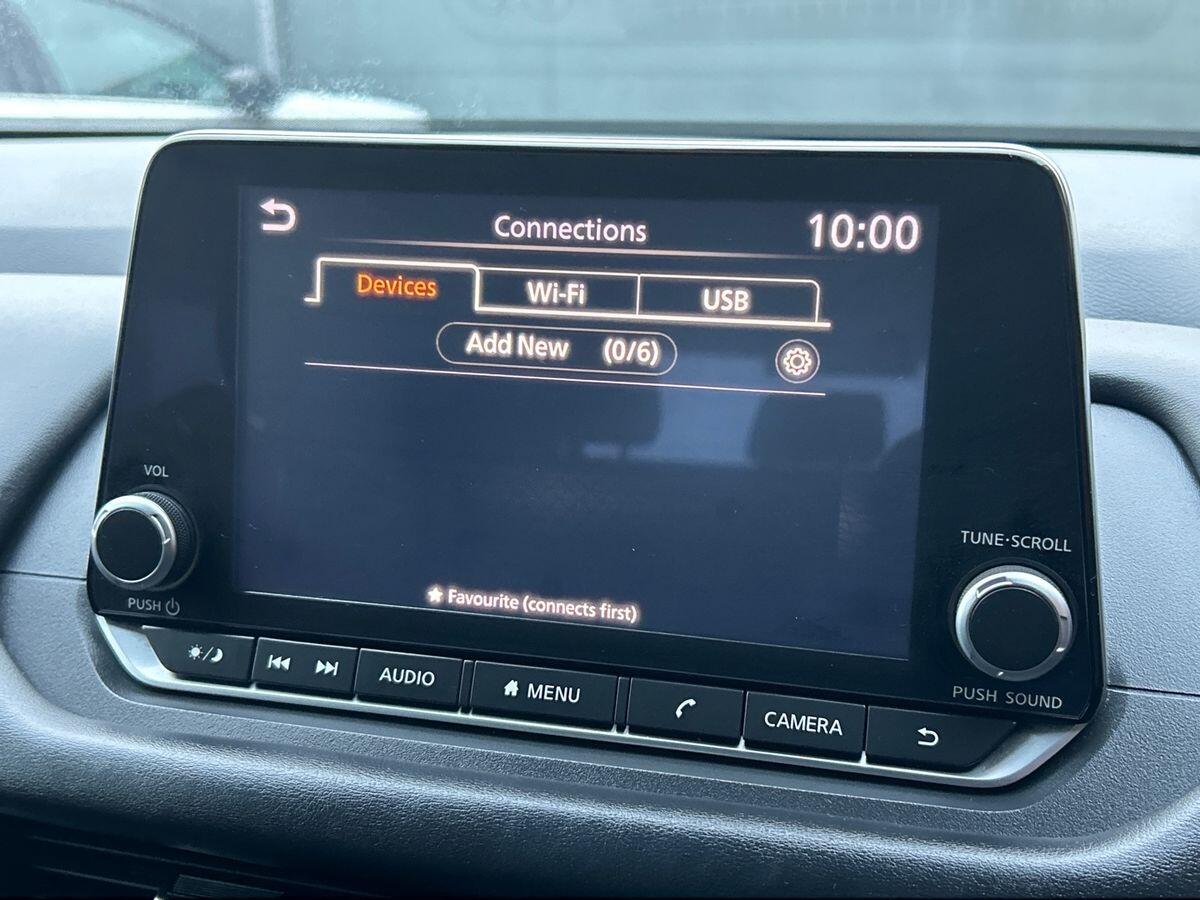 Connections
10:00
Devices
Wi-Fi
USB
Add New (0/6)
★ Favourite (connects first)
VOL
PUSH
TUNE·SCROLL
PUSH SOUND
AUDIO
MENU
CAMERA